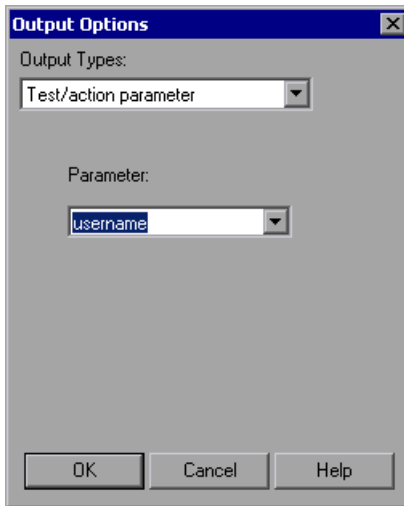 Output Options
Output Types:
Test/action parameter
Parameter:
username
OK Cancel Help